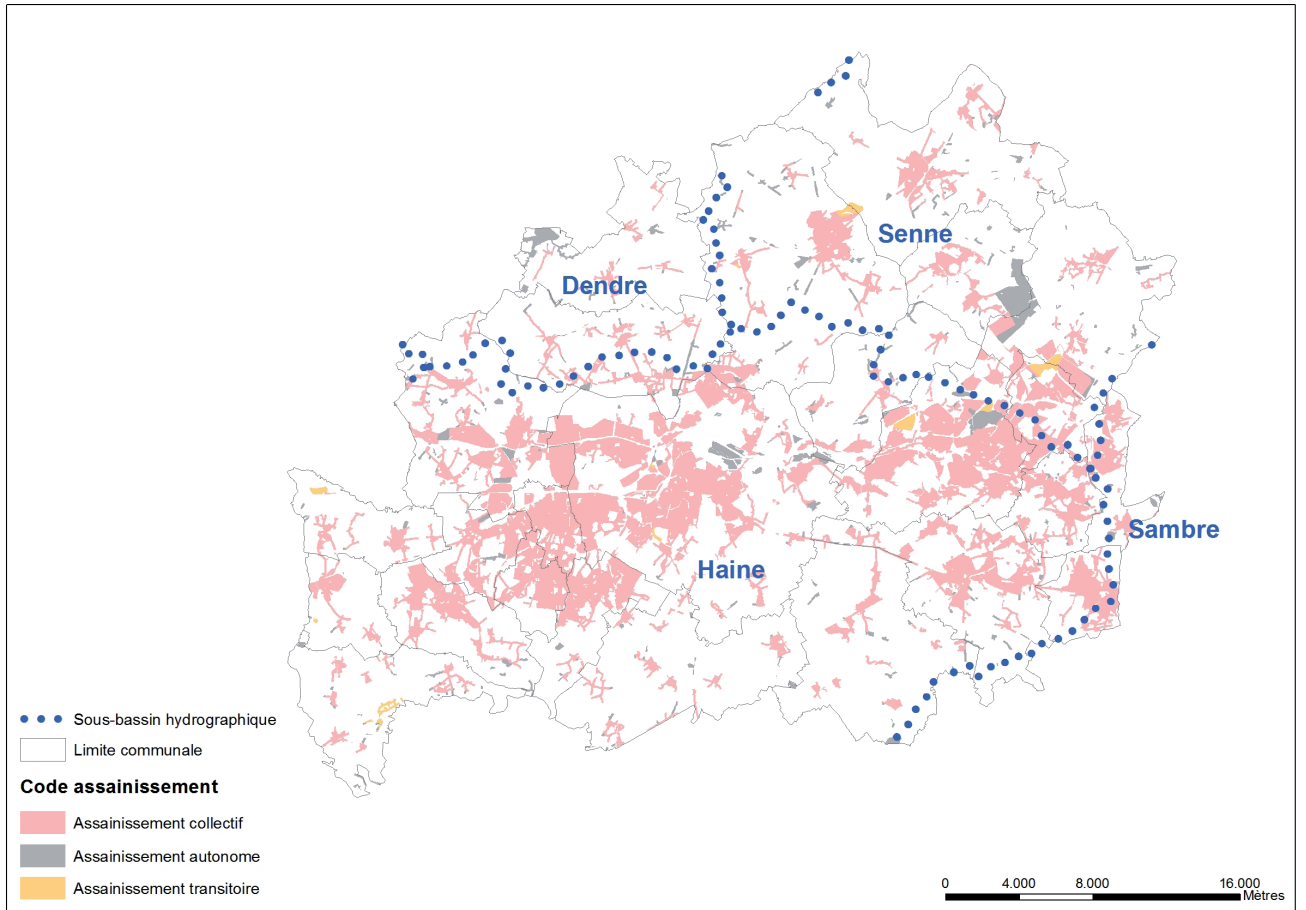 Senne
Dendre
Sambre
Haine
Sous-bassin hydrographique
Limite communale
Code assainissement
Assainissement collectif
Assainissement autonome
Assainissement transitoire
0 4.000 8.000 16.000
Mètres